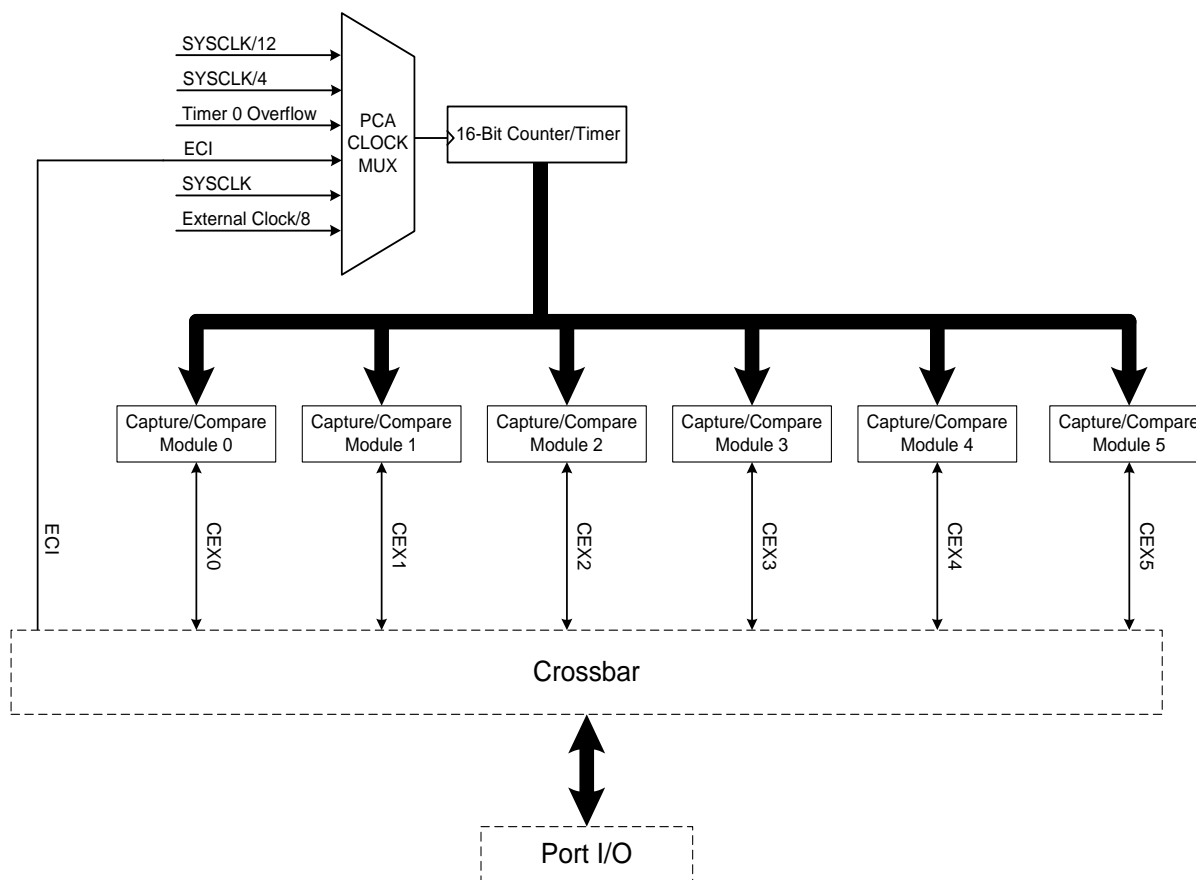 SYSCLK/12
SYSCLK/4
Timer 0 Overflow
ECI
SYSCLK
External Clock/8
PCA
CLOCK
MUX
16-Bit Counter/Timer
Capture/Compare
Module 0
Capture/Compare
Module 1
Capture/Compare
Module 2
Capture/Compare
Module 3
Capture/Compare
Module 4
Capture/Compare
Module 5
ECI
CEX0
CEX1
CEX2
CEX3
CEX4
CEX5
Crossbar
Port I/O